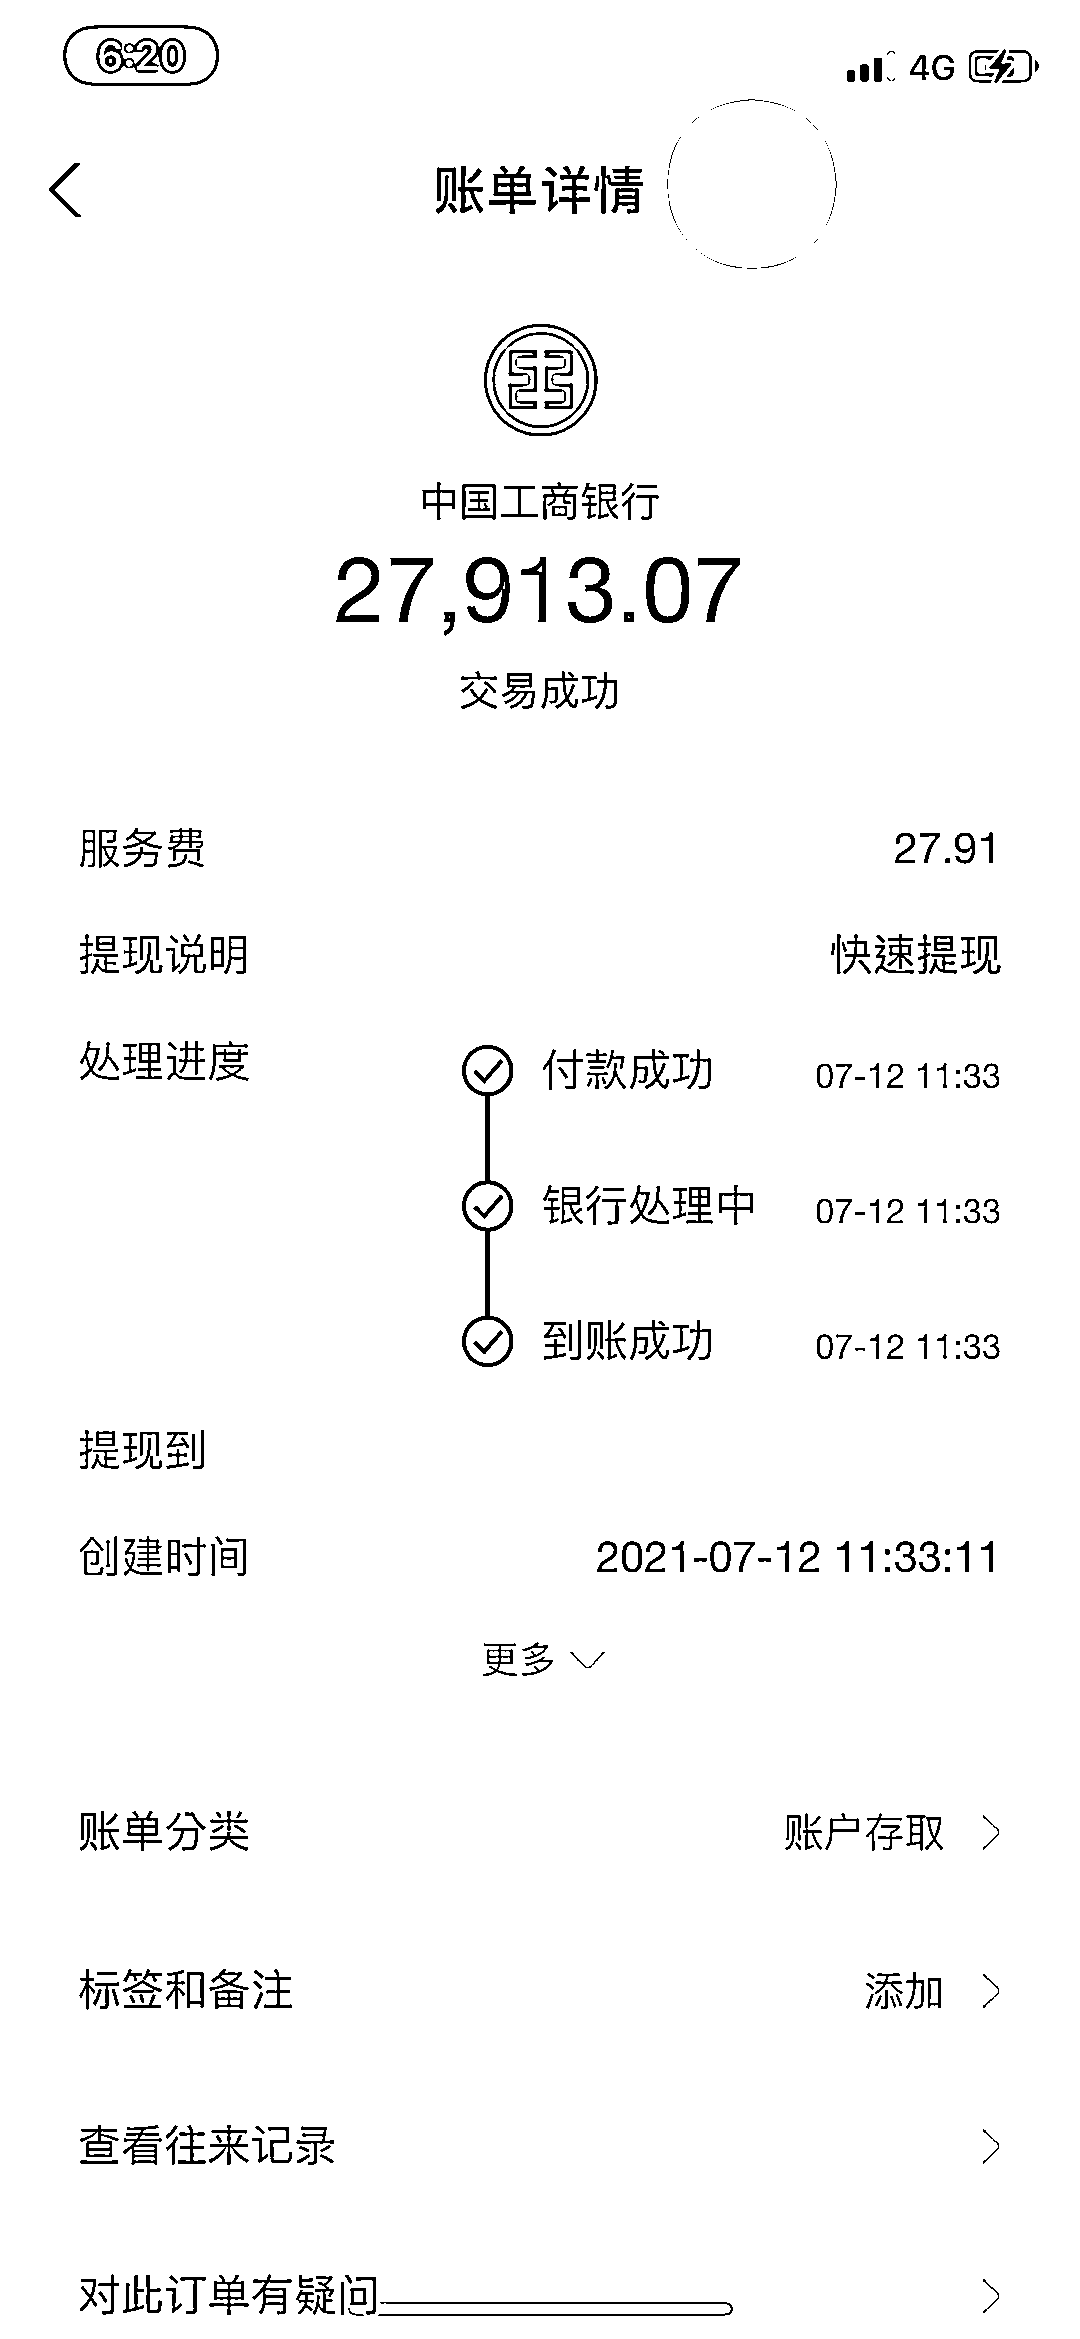 6:20 4G
账单详情
中国工商银行
27,913.07
交易成功
服务费 27.91
提现说明 快速提现
处理进度 付款成功 07-12 11:33
银行处理中 07-12 11:33
到账成功 07-12 11:33
提现到
创建时间 2021-07-12 11:33:11
更多
账单分类 账户存取
标签和备注 添加
查看往来记录
对此订单有疑问